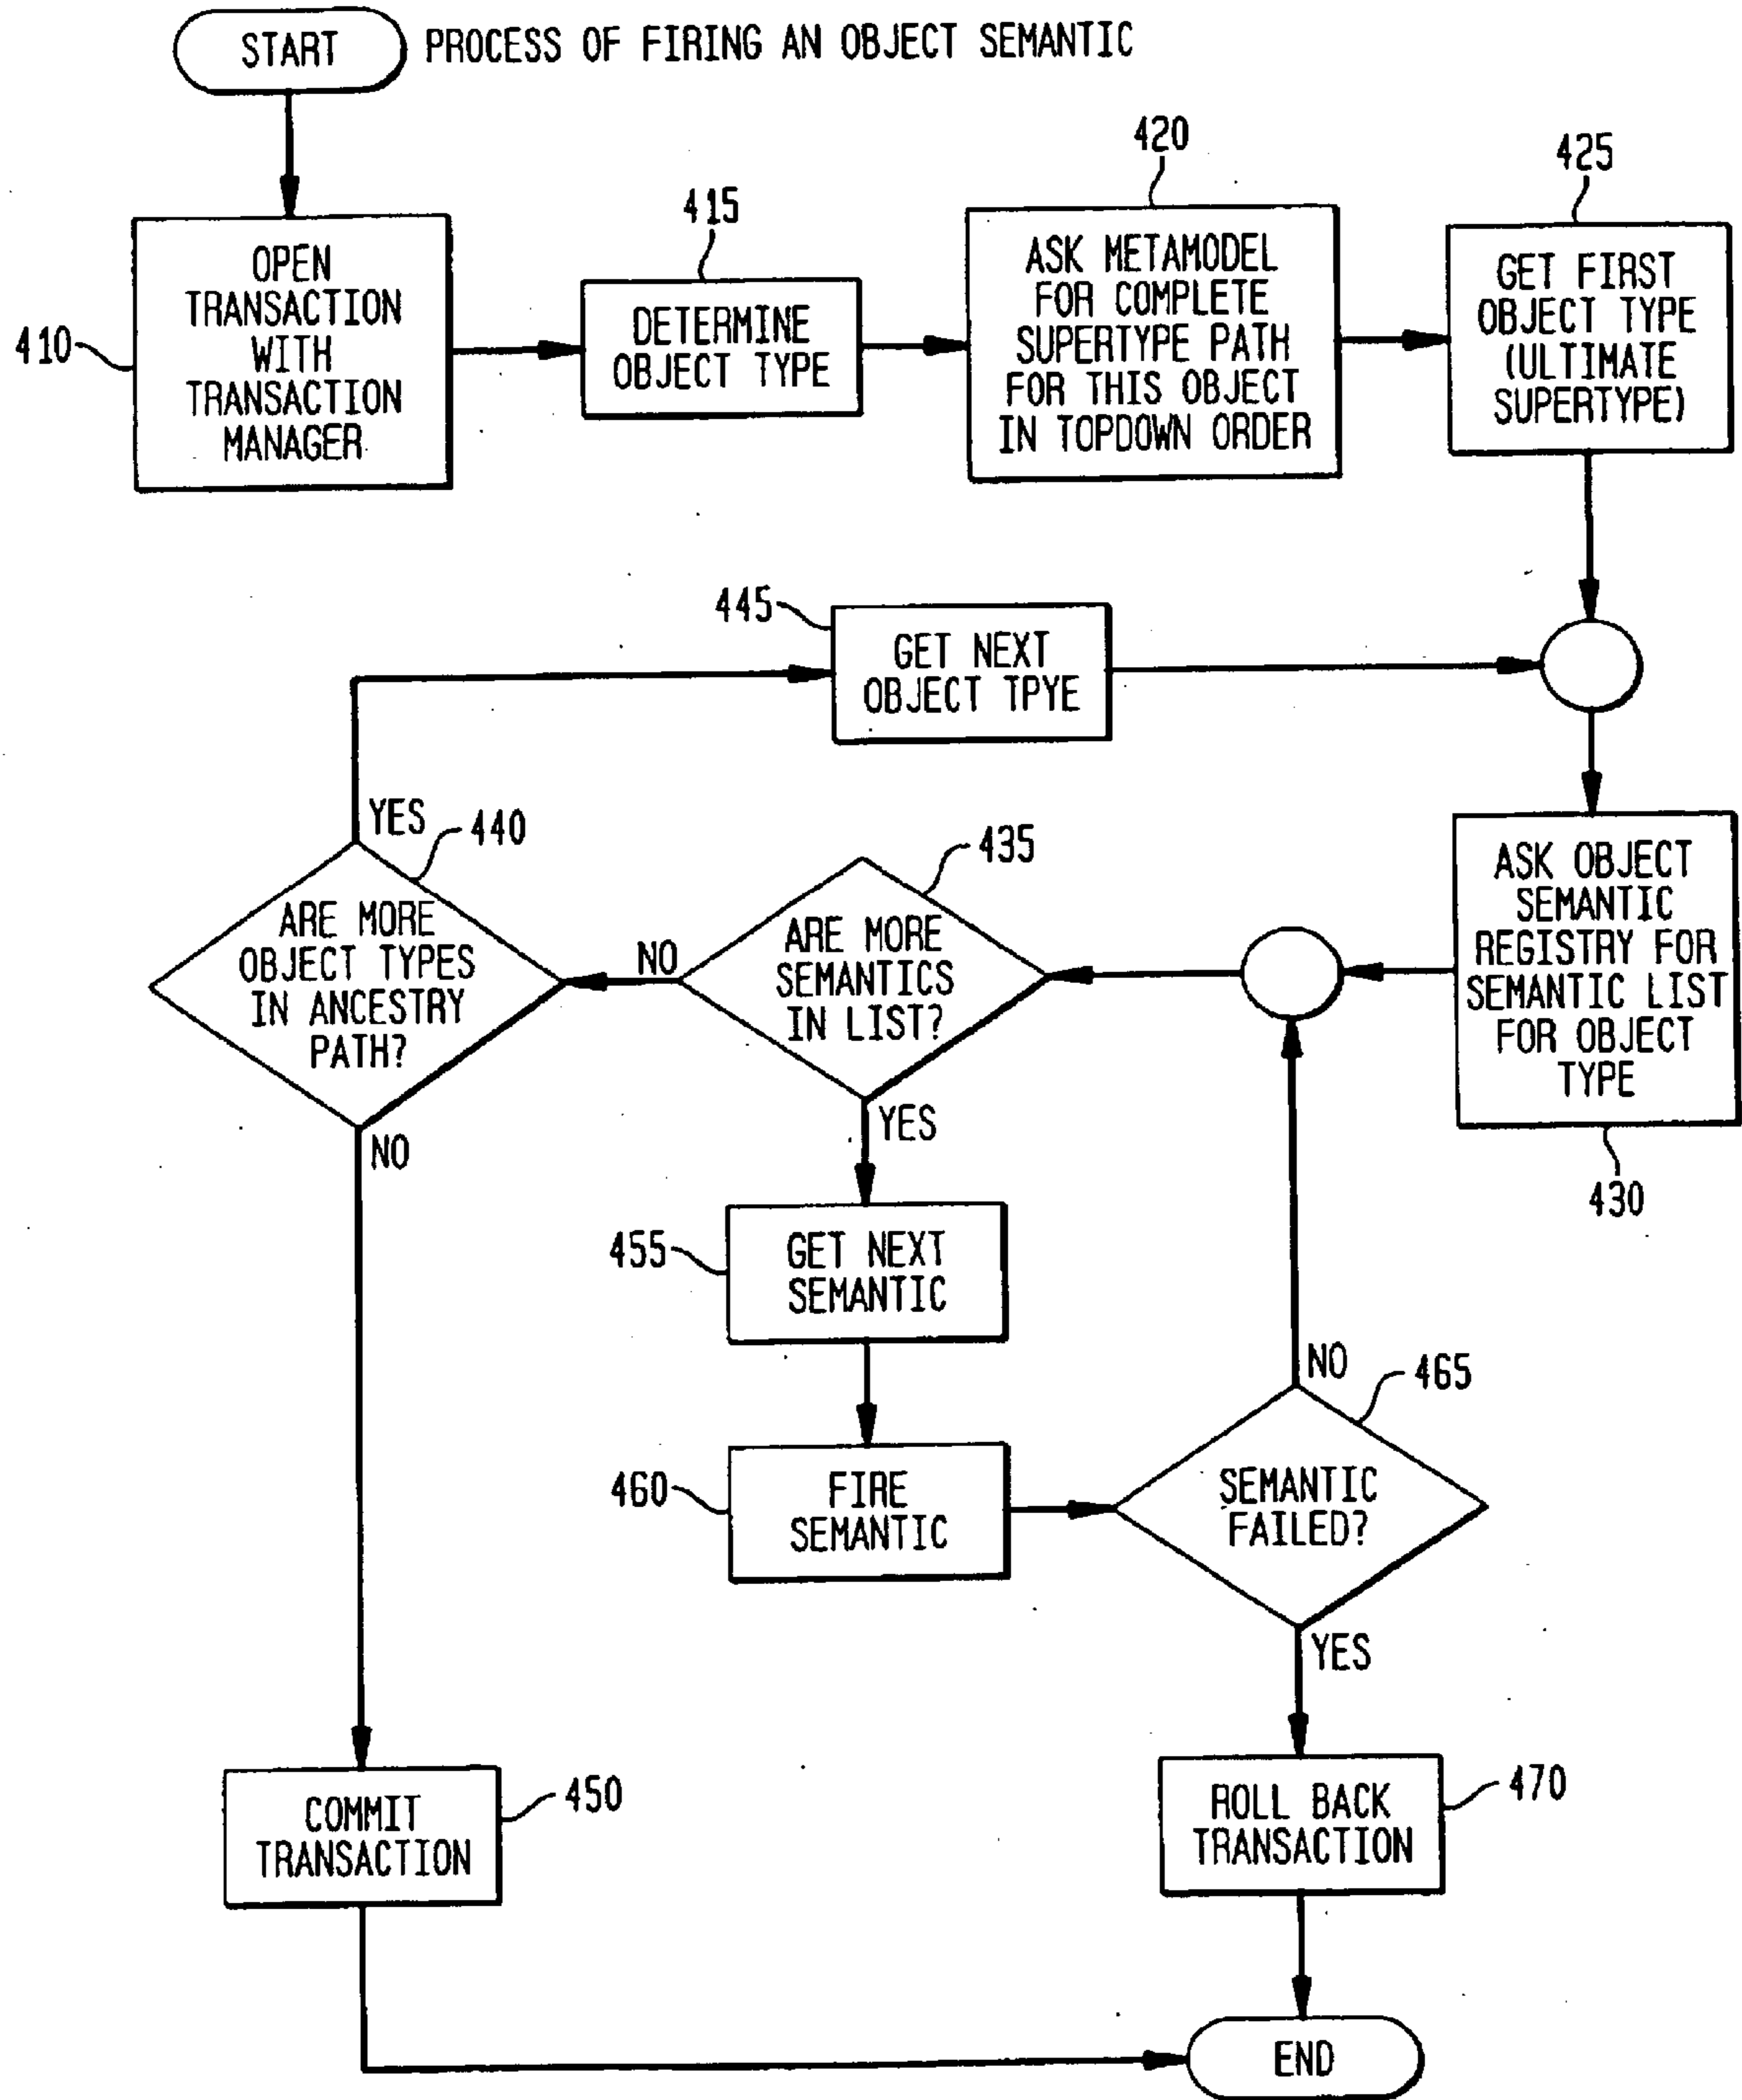 START
PROCESS OF FIRING AN OBJECT SEMANTIC
410
OPEN
TRANSACTION
WITH
TRANSACTION
MANAGER
415
DETERMINE
OBJECT TYPE
420
ASK METAMODEL
FOR COMPLETE
SUPERTYPE PATH
FOR THIS OBJECT
IN TOPDOWN ORDER
425
GET FIRST
OBJECT TYPE
(ULTIMATE
SUPERTYPE)
445
GET NEXT
OBJECT TPYE
YES
440
ARE MORE
OBJECT TYPES
IN ANCESTRY
PATH?
NO
NO
435
ARE MORE
SEMANTICS
IN LIST?
YES
ASK OBJECT
SEMANTIC
REGISTRY FOR
SEMANTIC LIST
FOR OBJECT
TYPE
430
455
GET NEXT
SEMANTIC
460
FIRE
SEMANTIC
NO
465
SEMANTIC
FAILED?
YES
COMMIT
TRANSACTION
450
ROLL BACK
TRANSACTION
470
END